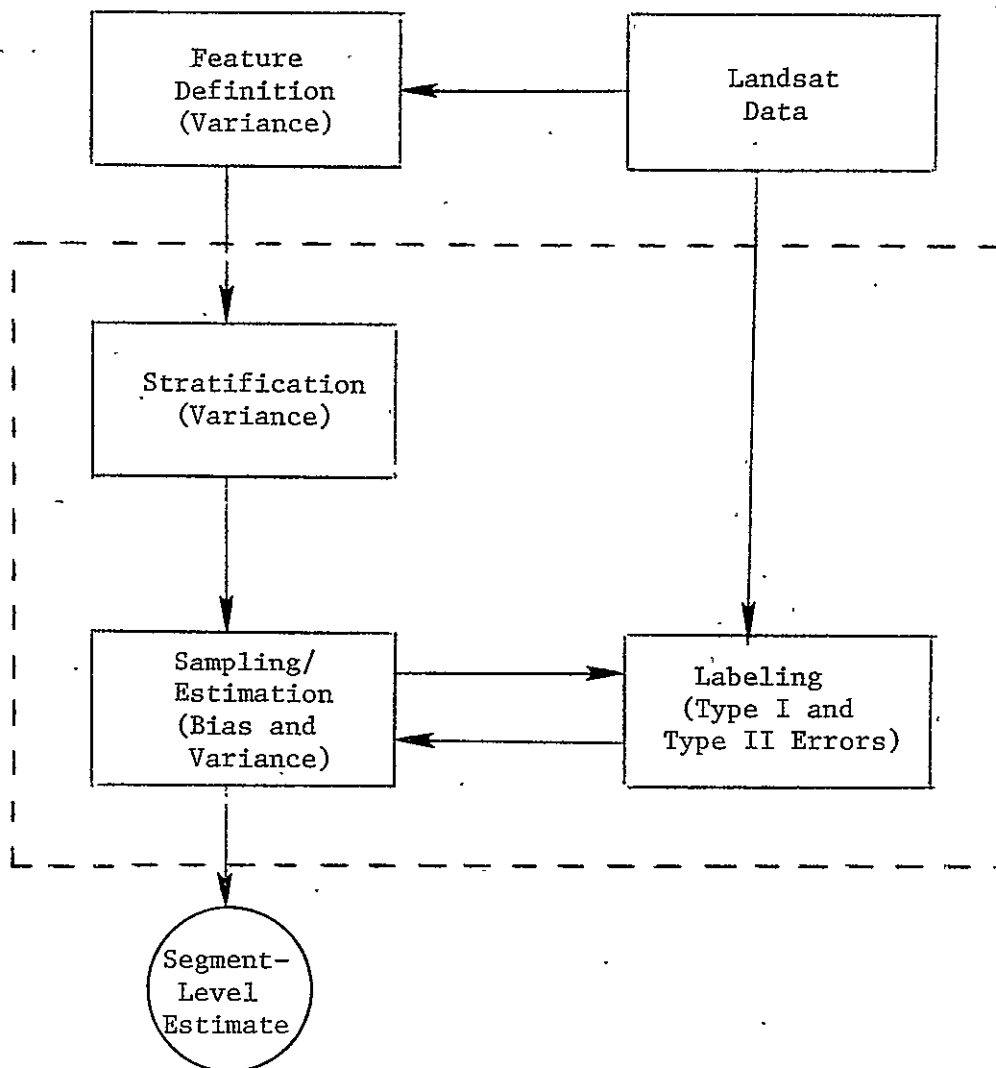 Feature
Definition
(Variance)
Landsat
Data
Stratification
(Variance)
Sampling/
Estimation
(Bias and
Variance)
Labeling
(Type I and
Type II Errors)
Segment-
Level
Estimate